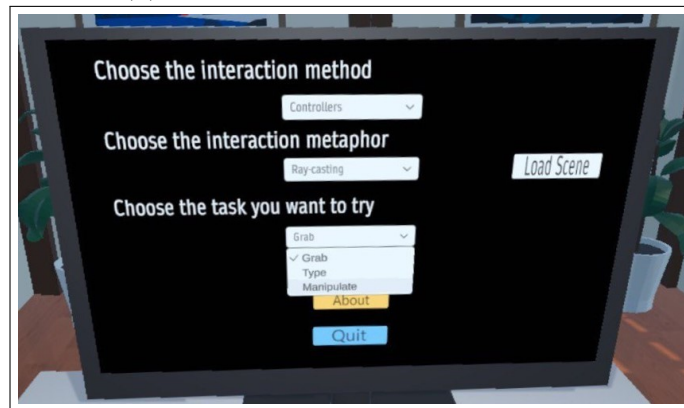 Choose the interaction method
Controllers
Choose the interaction metaphor
Ray-casting
Load Scene
Choose the task you want to try
Grab
✓ Grab
Type
Manipulate
About
Quit